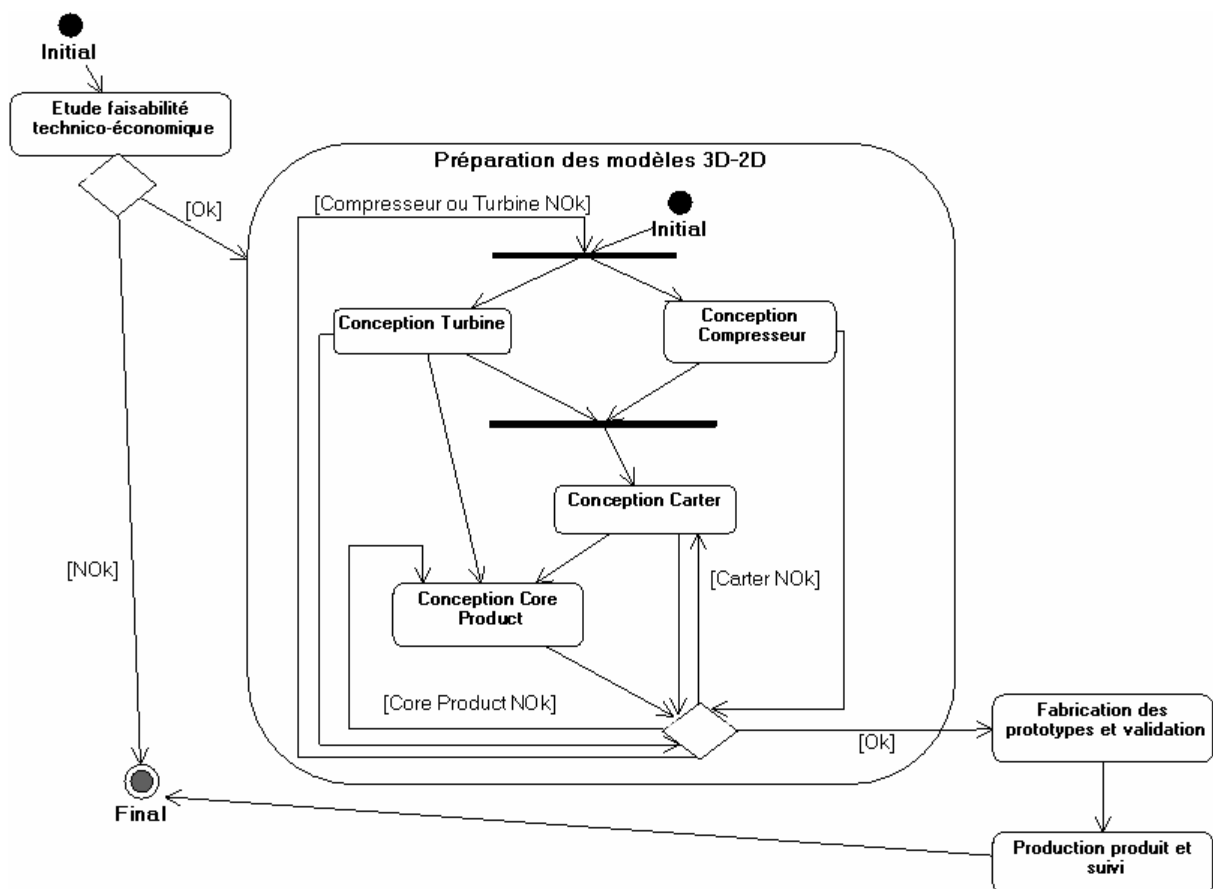 Initial
Etude faisabilité
technico-économique
[Ok]
[NOk]
Préparation des modèles 3D-2D
[Compresseur ou Turbine NOk]
Initial
Conception Turbine
Conception
Compresseur
Conception Carter
[Carter NOk]
Conception Core
Product
[Core Product NOk]
[Ok]
Fabrication des
prototypes et validation
Final
Production produit et
suivi